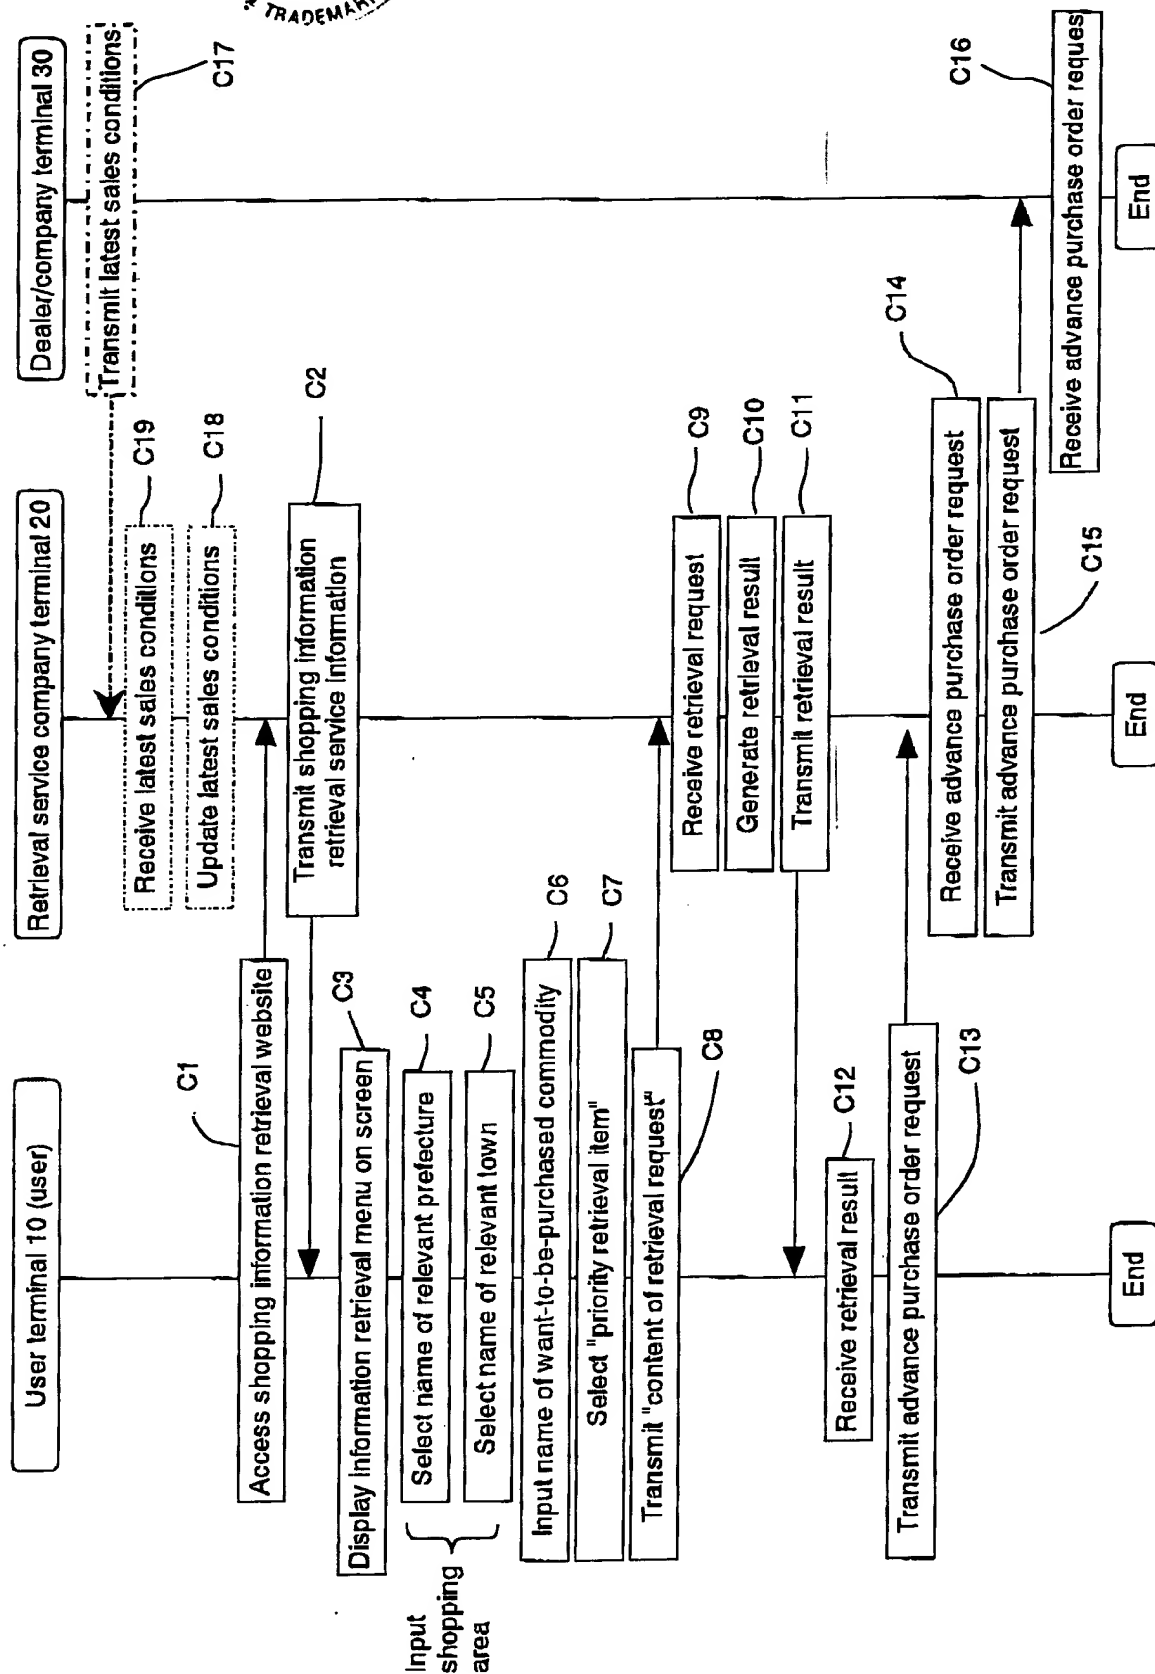 TRADEMAR
User terminal 10 (user)
Retrieval service company terminal 20
Dealer/company terminal 30
Transmit latest sales conditions
C17
Receive latest sales conditions
C19
Update latest sales conditions
C18
C1
Access shopping information retrieval website
Transmit shopping information
retrieval service information
C2
Display information retrieval menu on screen
C3
Input
shopping
area
Select name of relevant prefecture
C4
Select name of relevant town
C5
Input name of want-to-be-purchased commodity
C6
Select "priority retrieval item"
C7
Transmit "content of retrieval request"
C8
Receive retrieval request
C9
Generate retrieval result
C10
Transmit retrieval result
C11
Receive retrieval result
C12
Transmit advance purchase order request
C13
Receive advance purchase order request
C14
Transmit advance purchase order request
C15
Receive advance purchase order reques
C16
End
End
End